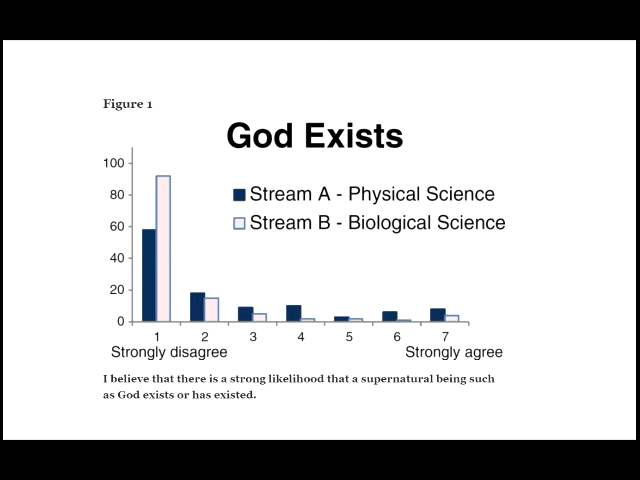 Figure 1
God Exists
100
80
60
40
20
0
Stream A - Physical Science
Stream B - Biological Science
1 2 3 4 5 6 7
Strongly disagree Strongly agree
I believe that there is a strong likelihood that a supernatural being such
as God exists or has existed.